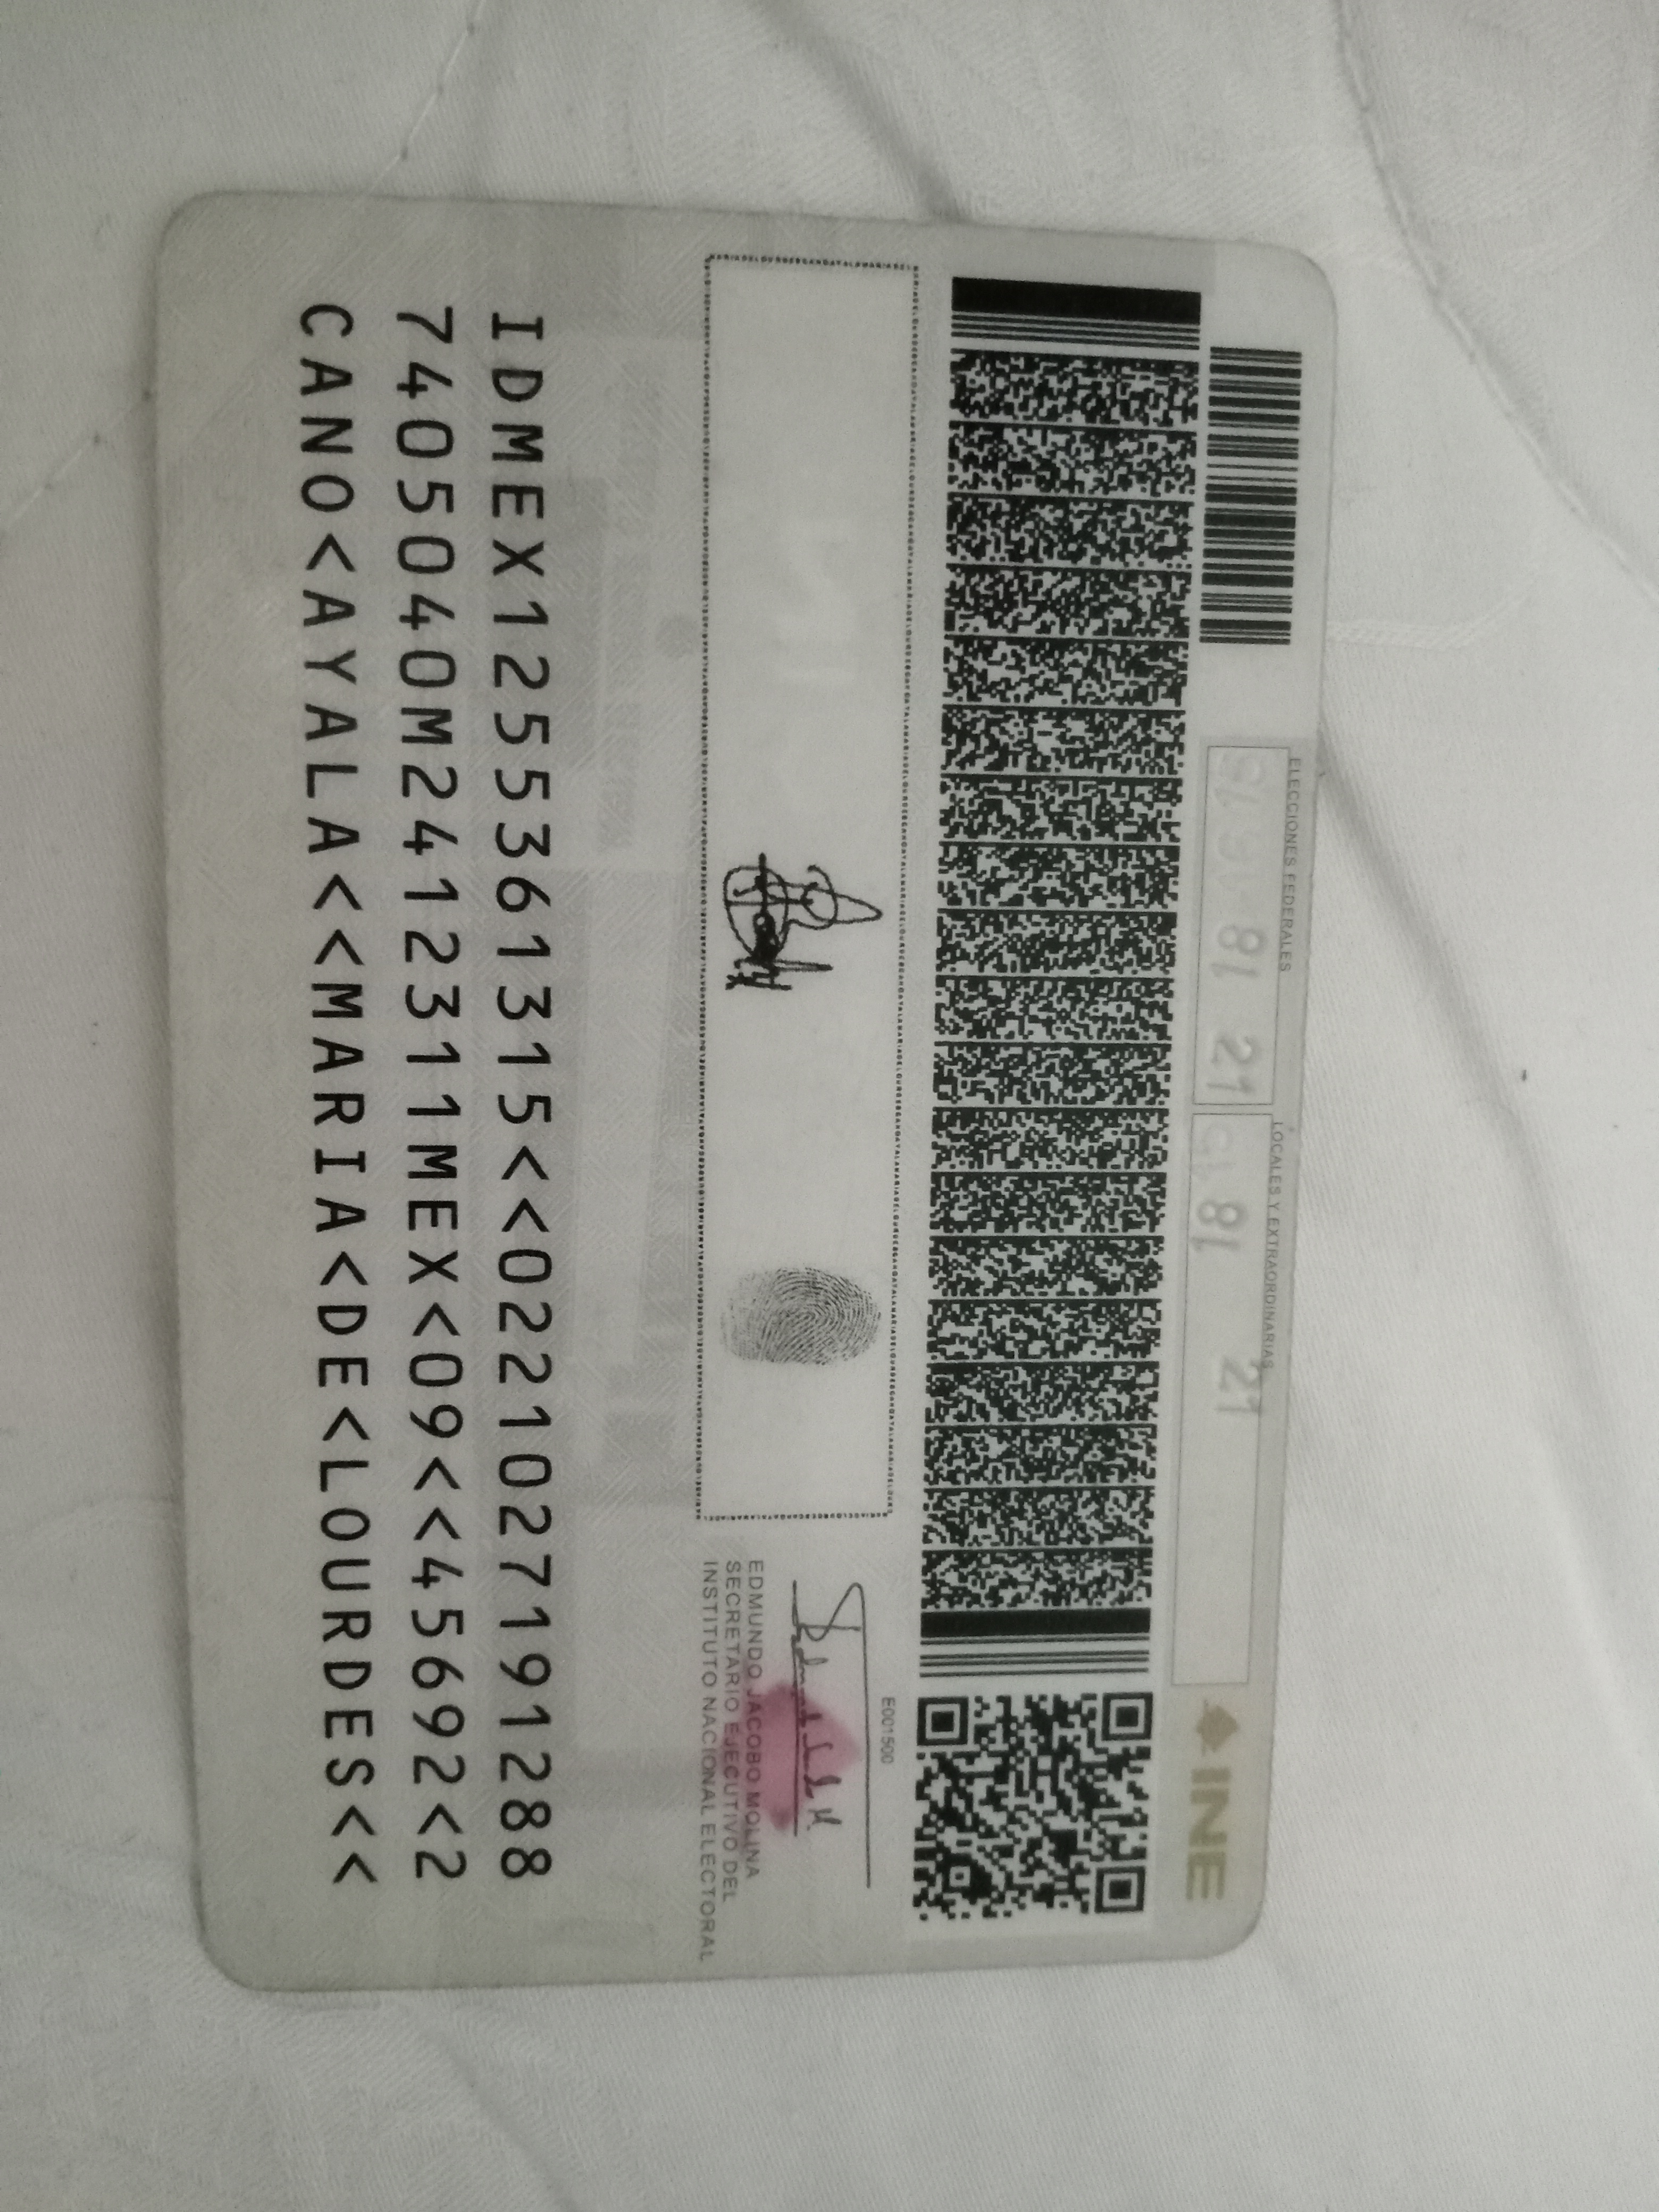 ELECCIONES FEDERALES
LOCALES Y EXTRAORDINARIAS
18 21
18 21
INE
E001500
EDMUNDO JACOBO MOLINA
SECRETARIO EJECUTIVO DEL
INSTITUTO NACIONAL ELECTORAL
IDMEX1255361315<<0221027191288
7405040M2412311MEX<09<<45692<2
CANO<AYALA<<MARIA<DE<LOURDES<<